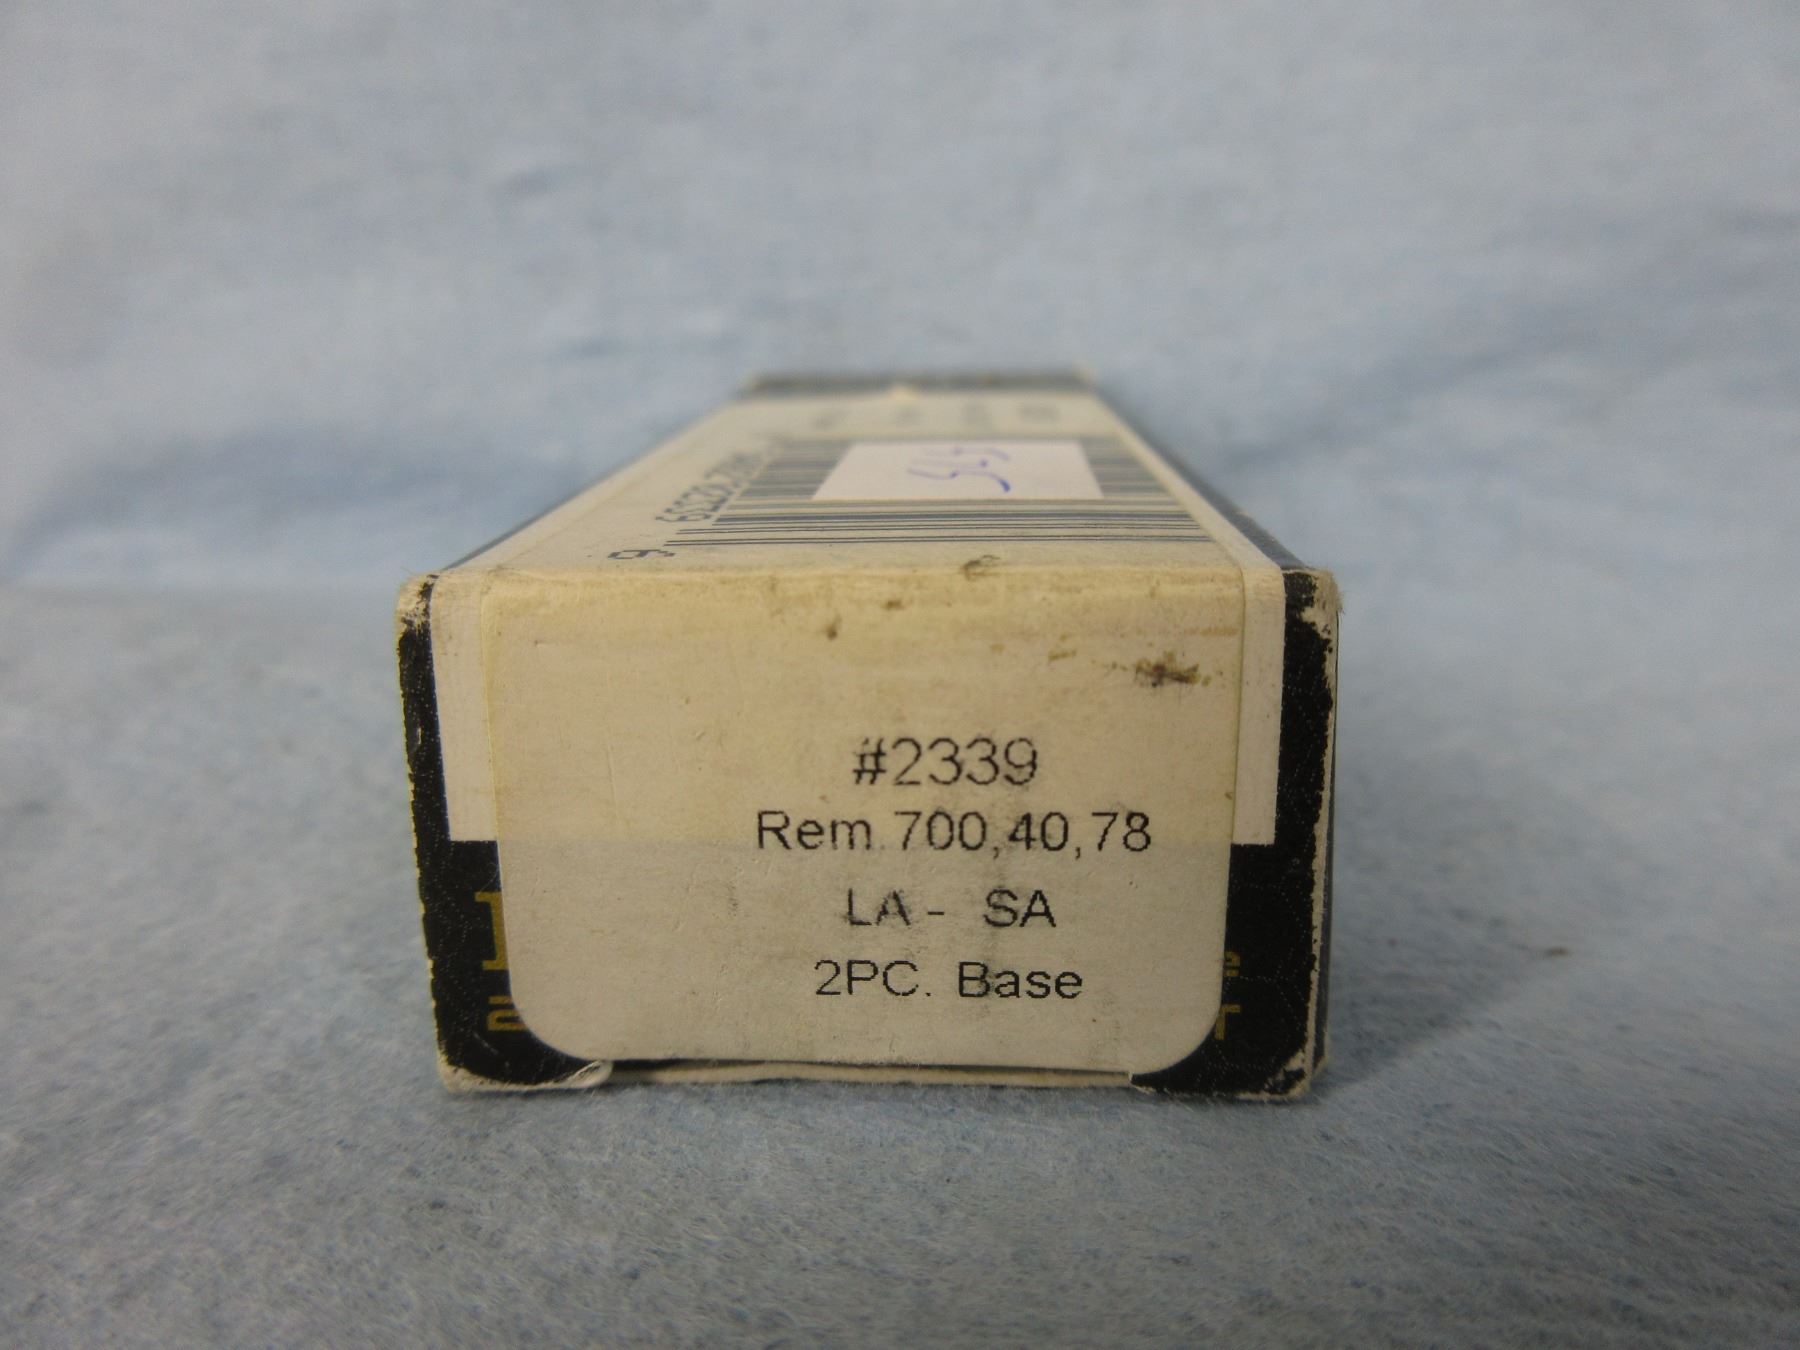 #2339
Rem.700,40,78
LA - SA
2PC. Base